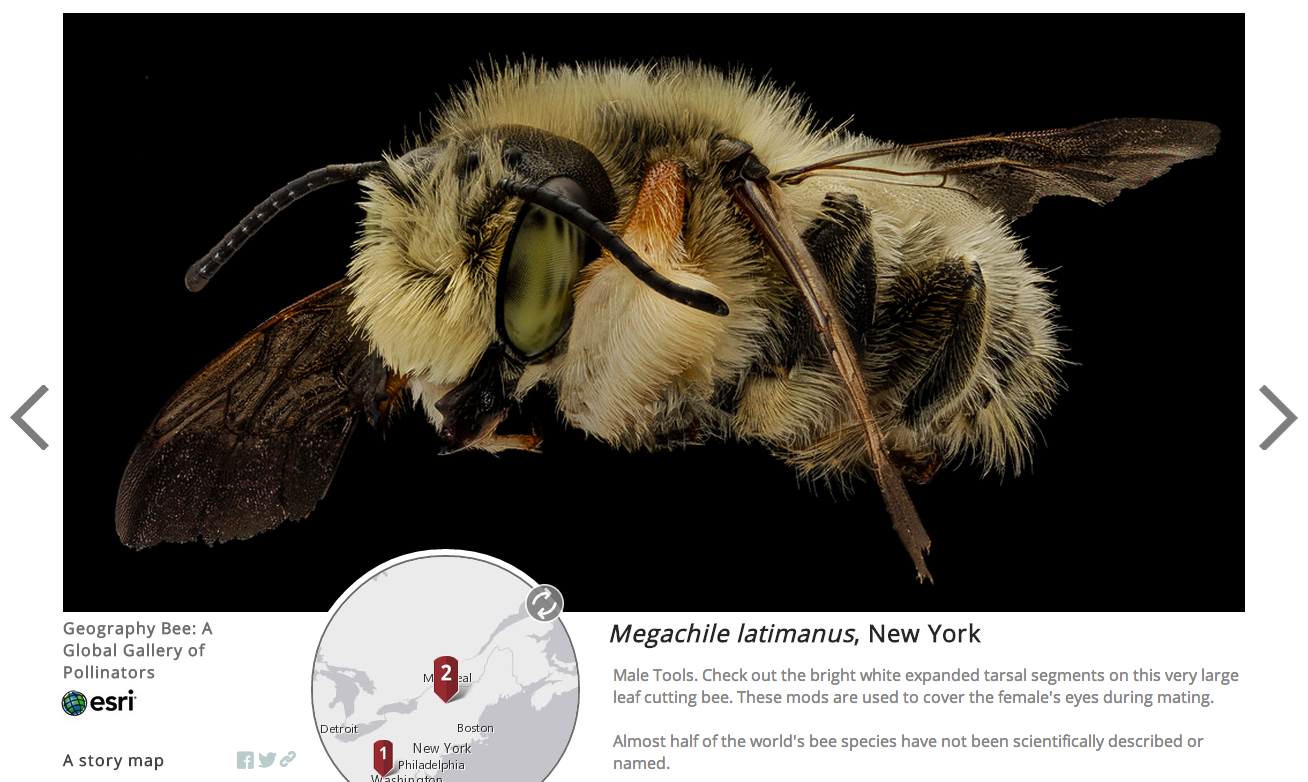 Geography Bee: A
Global Gallery of
Pollinators
esri
A story map
2
Detroit
Boston
1
New York
Philadelphia
Washington
Megachile latimanus, New York
Male Tools. Check out the bright white expanded tarsal segments on this very large
leaf cutting bee. These mods are used to cover the female's eyes during mating.
Almost half of the world's bee species have not been scientifically described or
named.